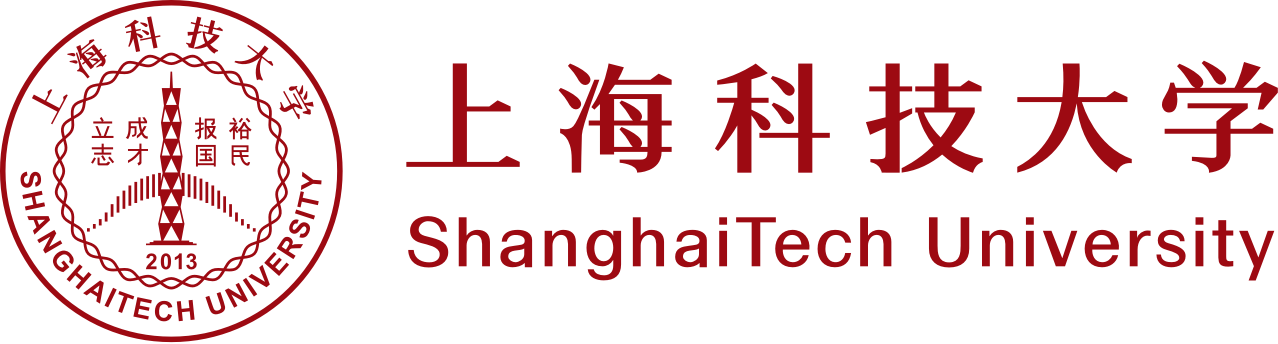 上海科技大学
立志 成才 报国 裕民
2013
SHANGHAITECH UNIVERSITY
上海科技大学
ShanghaiTech University